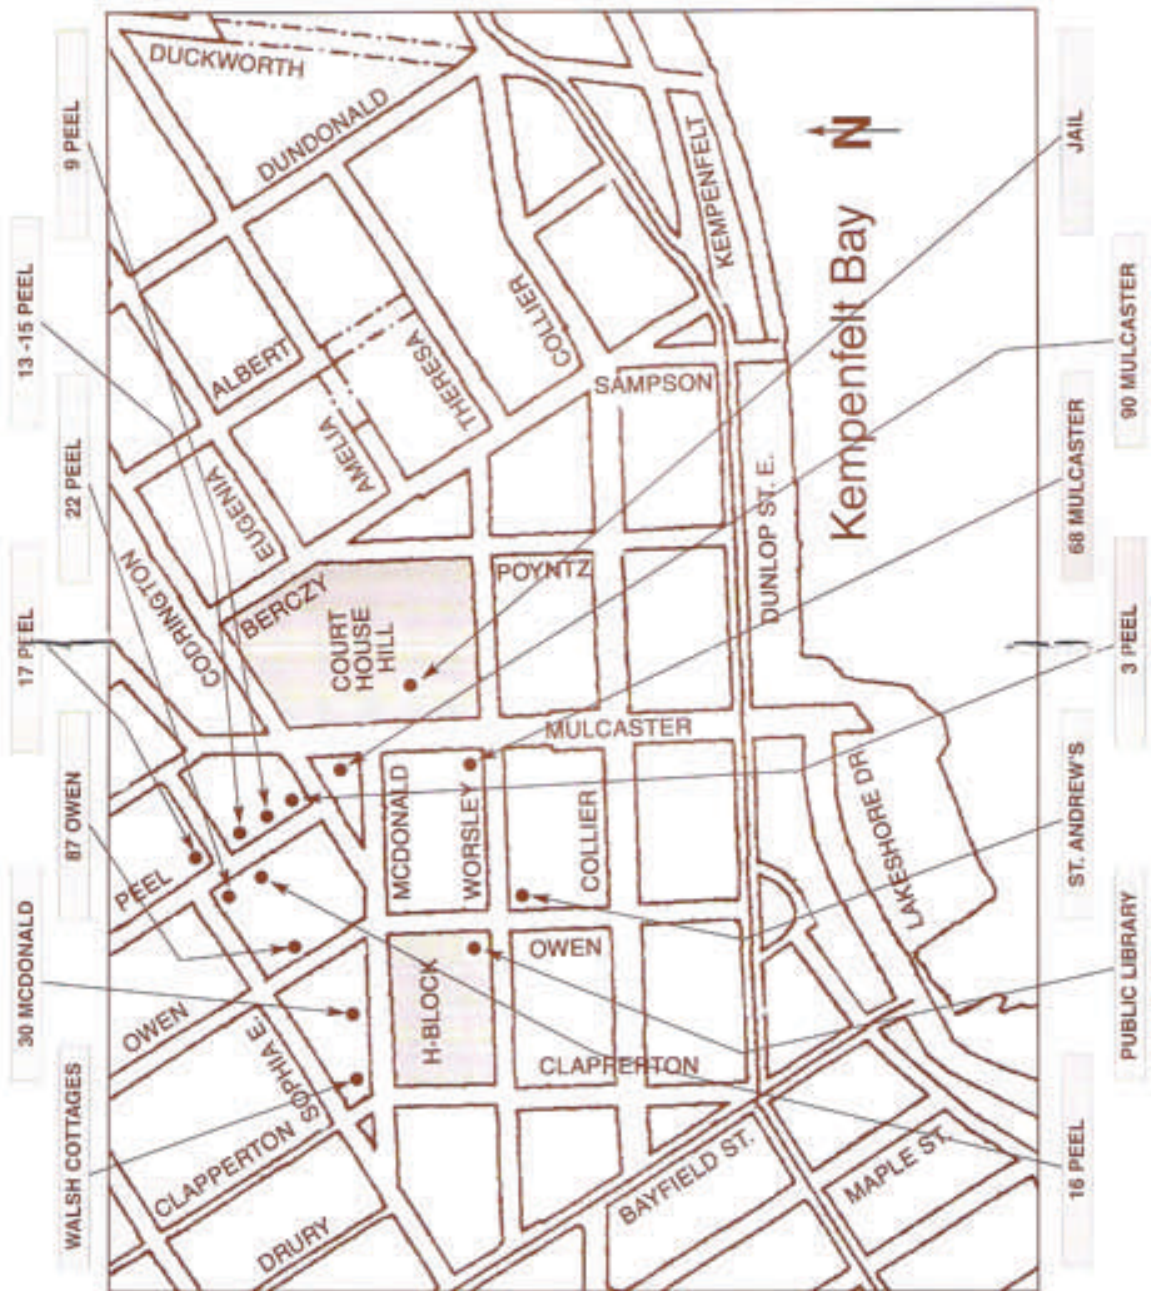 9 PEEL
13-15 PEEL
22 PEEL
17 PEEL
87 OWEN
30 MCDONALD
WALSH COTTAGES
DUCKWORTH
DUNDONALD
ALBERT
THERESA
COLLIER
AMELIA
EUGENIA
CODRINGTON
BERCZY
SAMPSON
KEMPENFELT
N
Kempenfelt Bay
DUNLOP ST. E.
POYNTZ
COURT
HOUSE
HILL
MULCASTER
MCDONALD
WORSLEY
COLLIER
LAKESHORE DR.
PEEL
OWEN
OWEN
H-BLOCK
CLAPPERTON
SOPHIA E.
CLAPPERTON
DRURY
BAYFIELD ST.
MAPLE ST.
JAIL
90 MULCASTER
68 MULCASTER
3 PEEL
ST. ANDREW'S
PUBLIC LIBRARY
16 PEEL